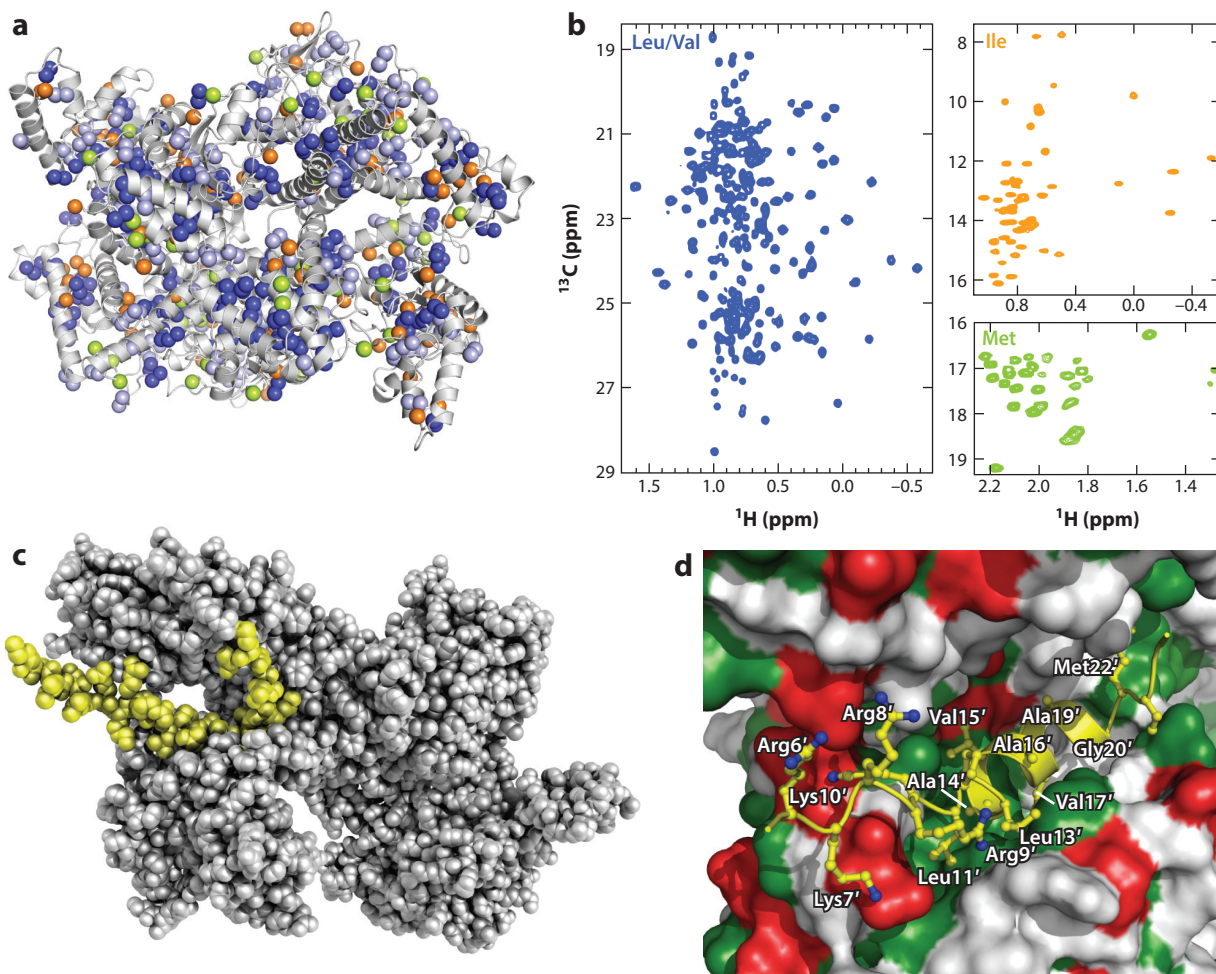 a
b
Leu/Val
19
21
23
25
27
29
1.5
1.0
0.5
0.0
−0.5
¹³C (ppm)
¹H (ppm)
Ile
8
10
12
14
16
0.8
0.4
0.0
−0.4
Met
16
17
18
19
2.2
2.0
1.8
1.6
1.4
¹H (ppm)
c
d
Met22′
Arg8′
Val15′
Ala19′
Arg6′
Ala16′
Gly20′
Lys10′
Ala14′
Val17′
Leu13′
Arg9′
Leu11′
Lys7′